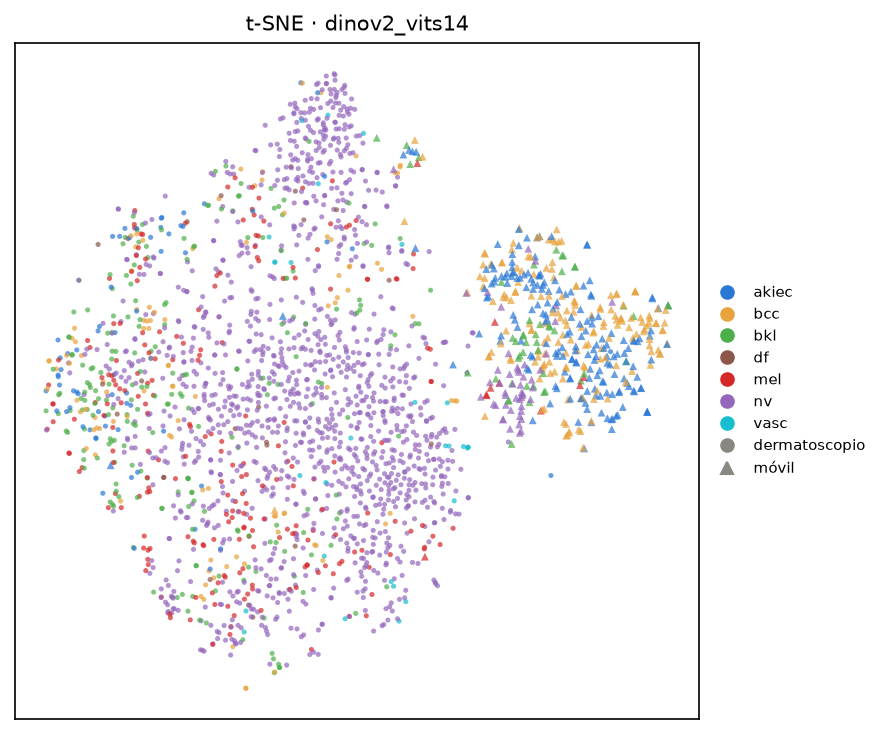 t-SNE · dinov2_vits14
akiec
bcc
bkl
df
mel
nv
vasc
dermatoscopio
móvil